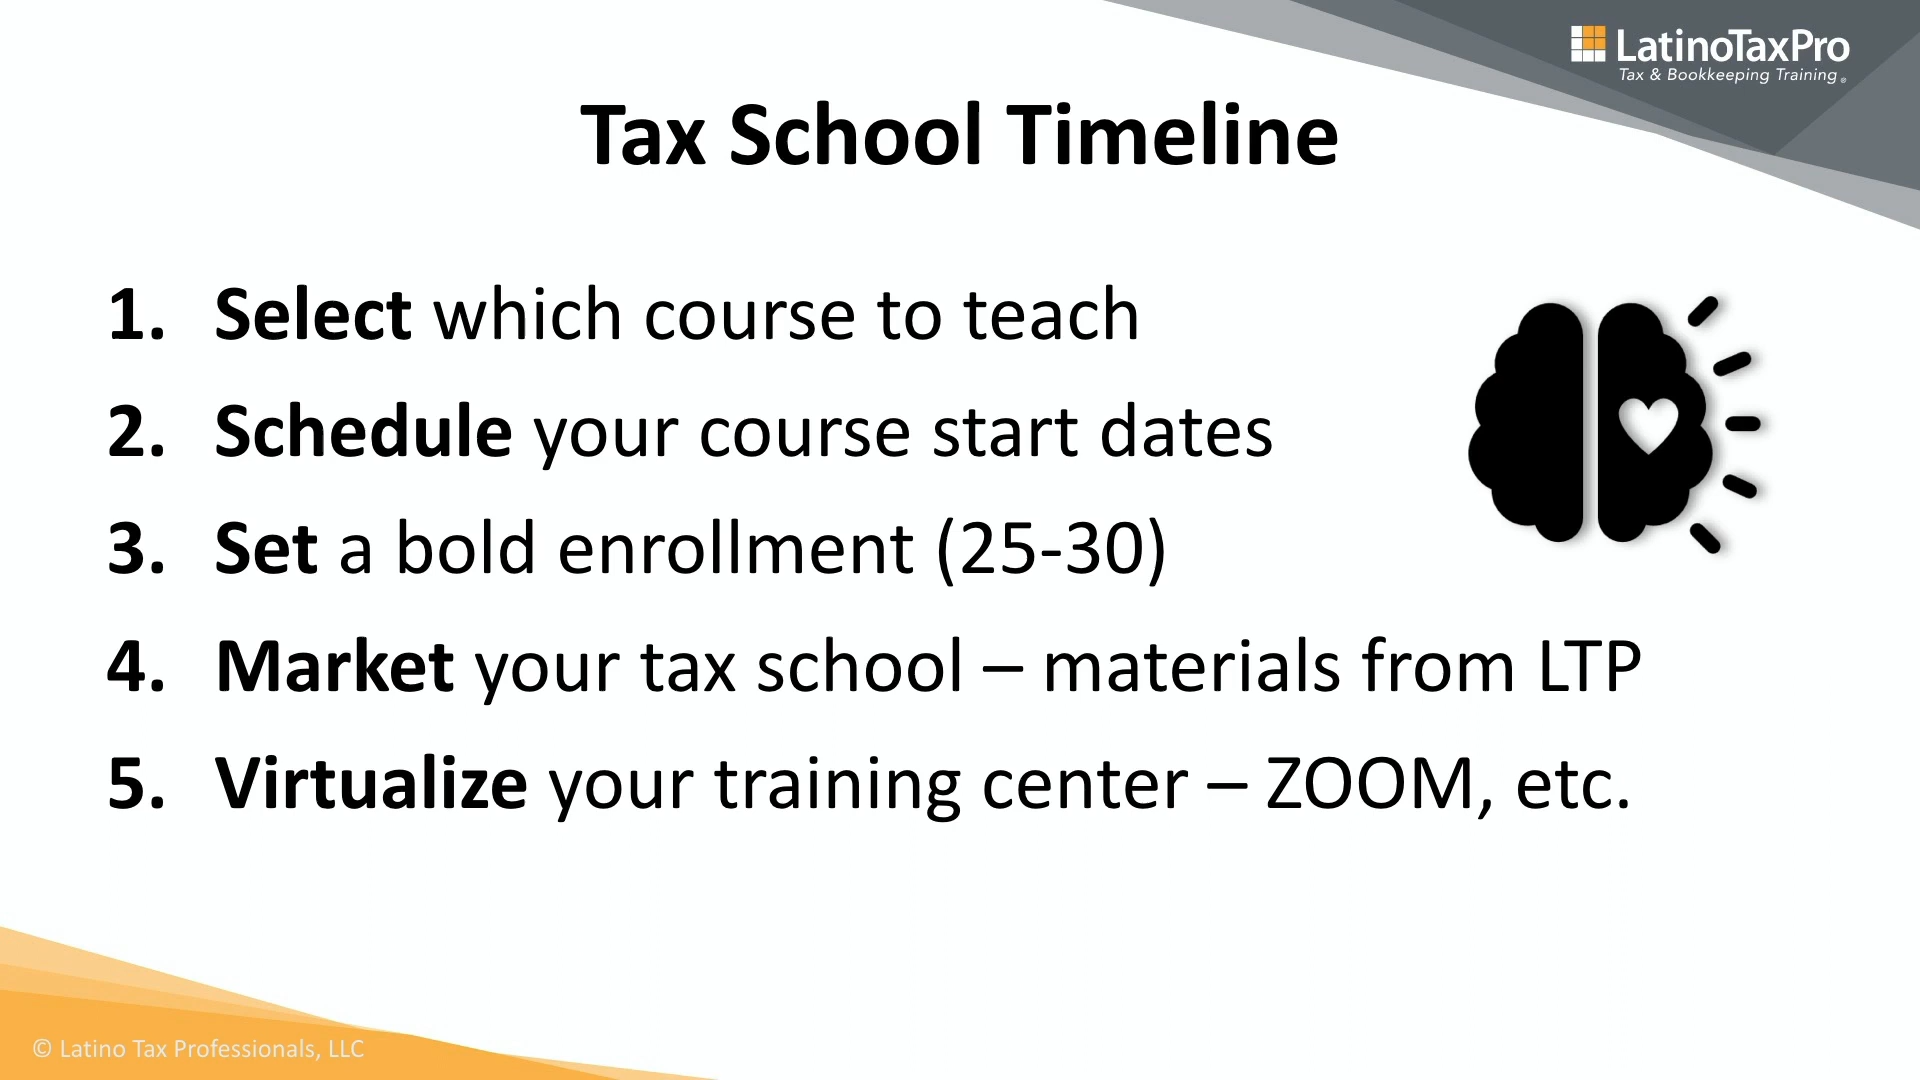 LatinoTaxPro
Tax & Bookkeeping Training®
Tax School Timeline
1. Select which course to teach
2. Schedule your course start dates
3. Set a bold enrollment (25-30)
4. Market your tax school – materials from LTP
5. Virtualize your training center – ZOOM, etc.
© Latino Tax Professionals, LLC